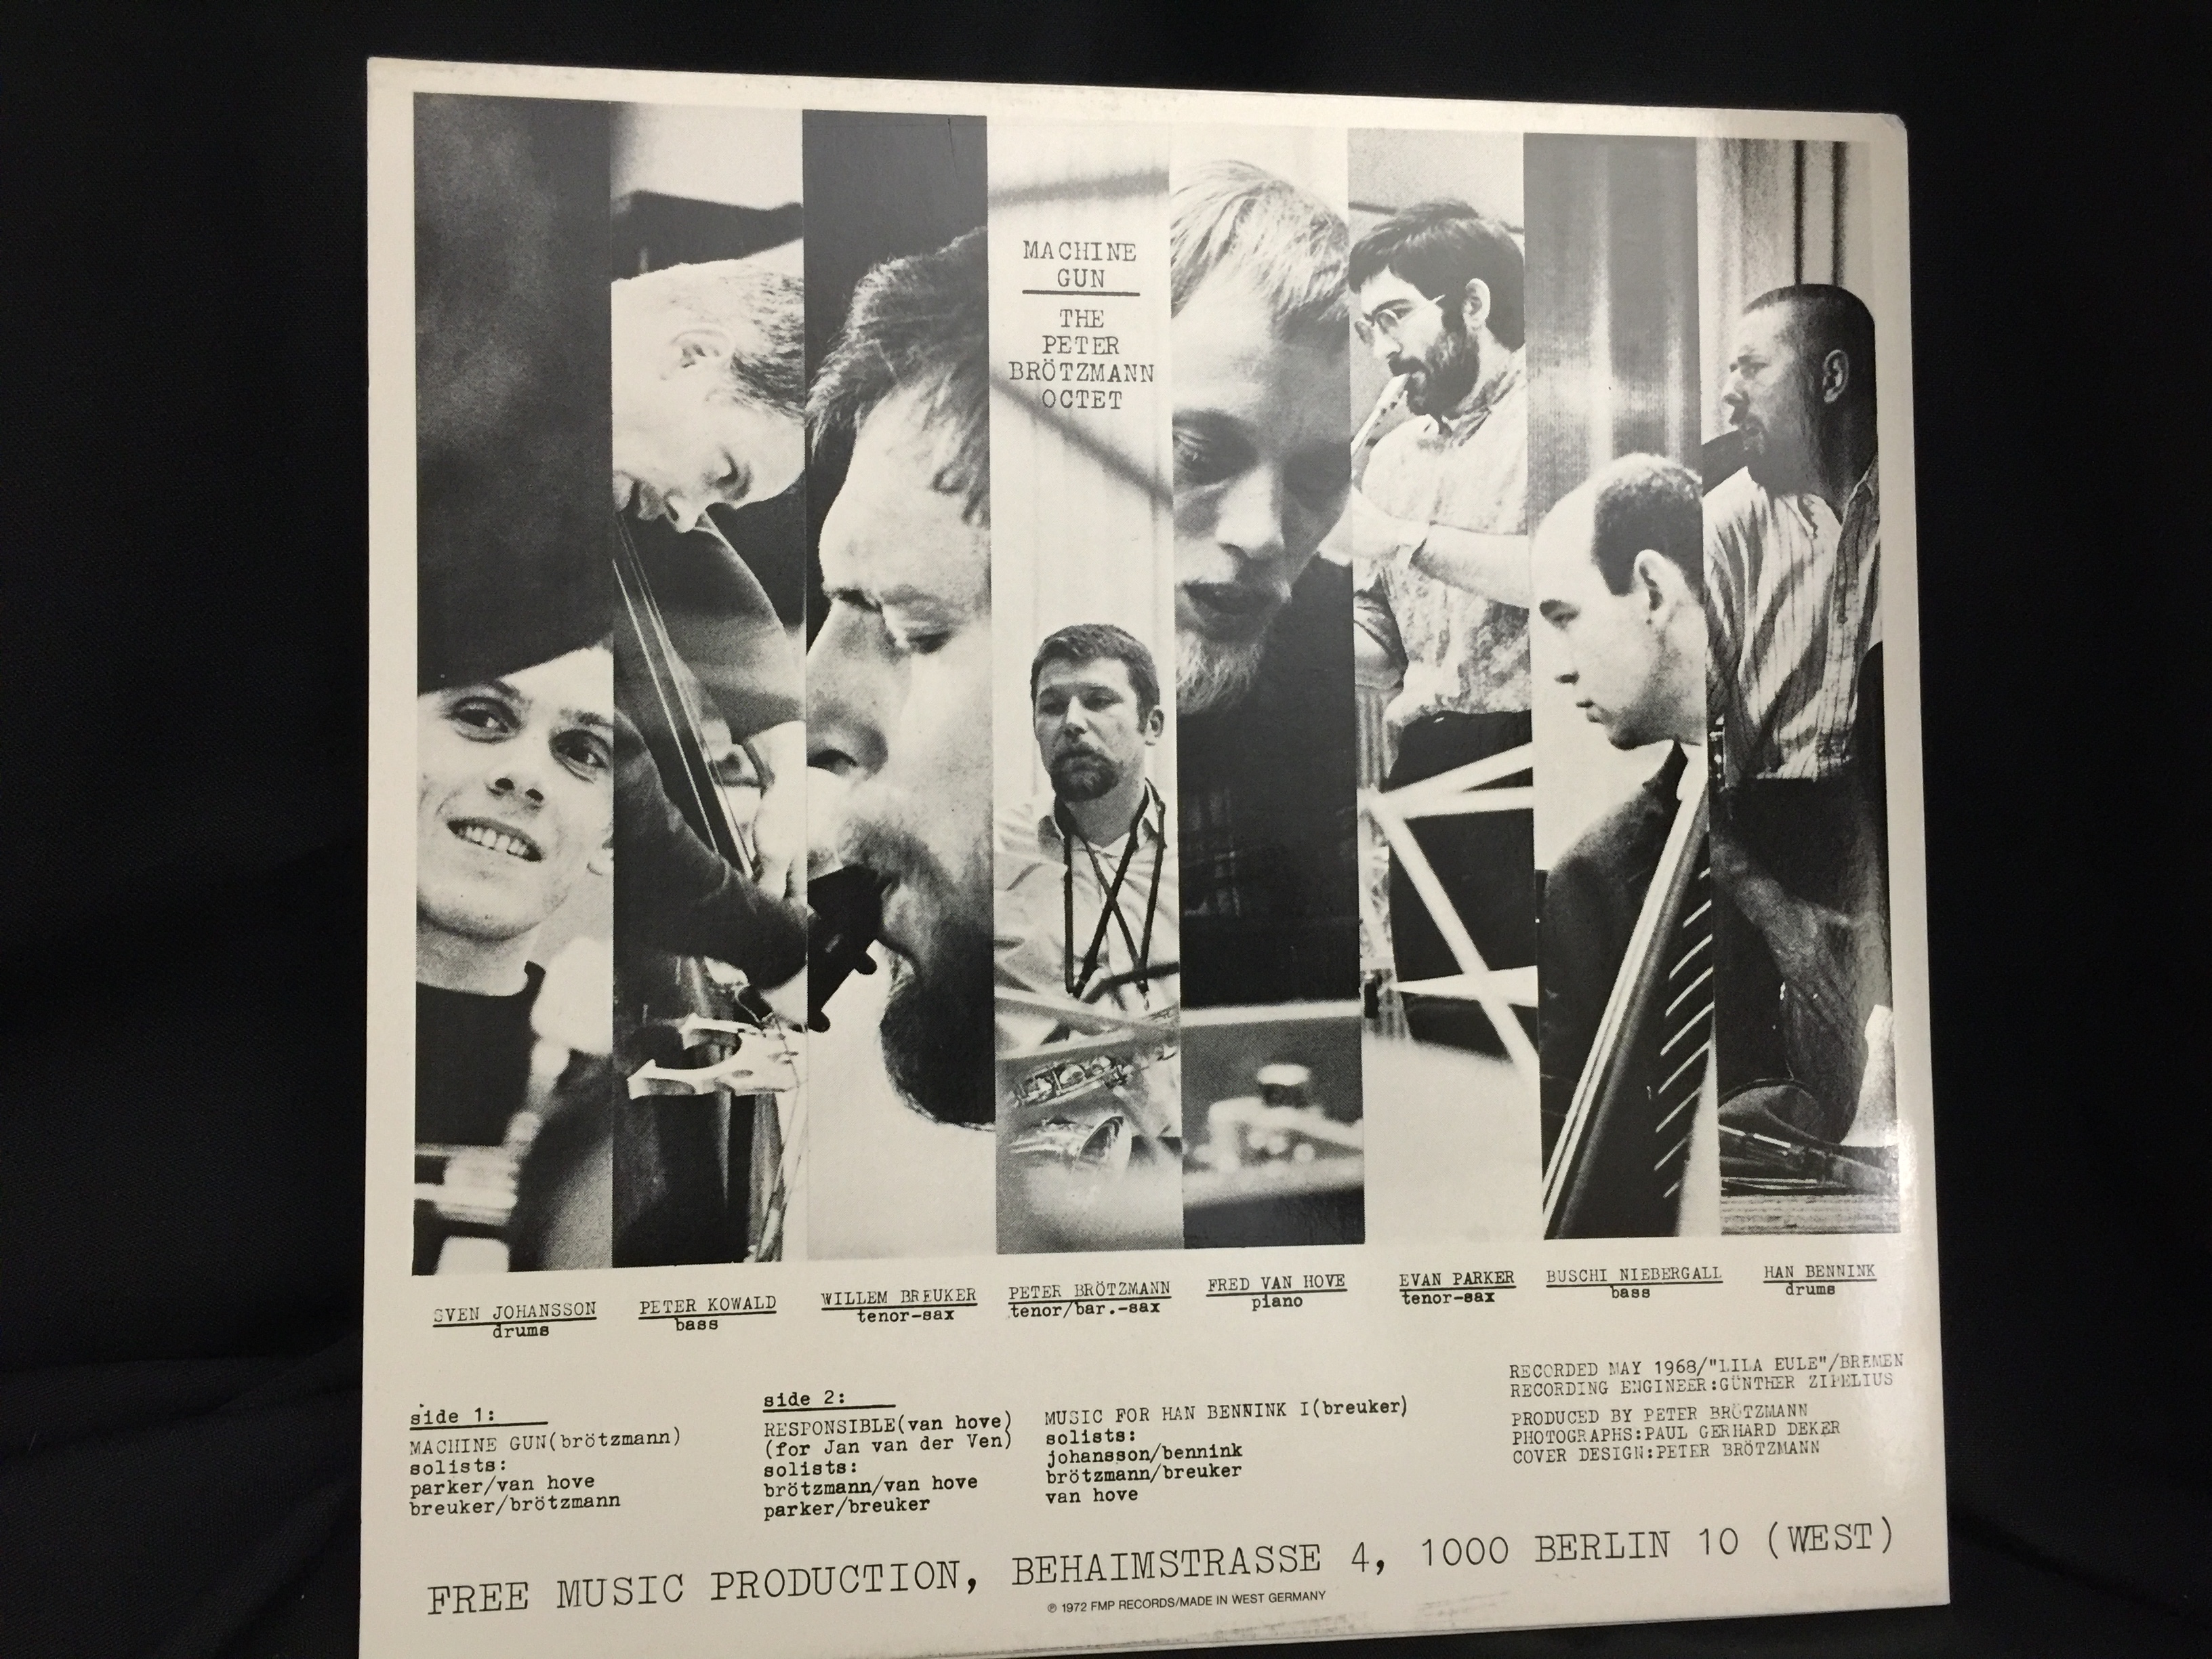 MACHINE
GUN
THE
PETER
BRÖTZMANN
OCTET
SVEN JOHANSSON
drums
PETER KOWALD
bass
WILLEM BREUKER
tenor-sax
PETER BRÖTZMANN
tenor/bar.-sax
FRED VAN HOVE
piano
EVAN PARKER
tenor-sax
BUSCHI NIEBERGALL
bass
HAN BENNINK
drums
side 1:
MACHINE GUN(brötzmann)
solists:
parker/van hove
breuker/brötzmann
side 2:
RESPONSIBLE(van hove)
(for Jan van der Ven)
solists:
brötzmann/van hove
parker/breuker
MUSIC FOR HAN BENNINK I(breuker)
solists:
johansson/bennink
brötzmann/breuker
van hove
RECORDED MAY 1968/"LILA EULE"/BREMEN
RECORDING ENGINEER:GÜNTHER ZIPELIUS
PRODUCED BY PETER BRÖTZMANN
PHOTOGRAPHS:PAUL GERHARD DEKER
COVER DESIGN:PETER BRÖTZMANN
FREE MUSIC PRODUCTION, BEHAIMSTRASSE 4, 1000 BERLIN 10 (WEST)
℗ 1972 FMP RECORDS/MADE IN WEST GERMANY